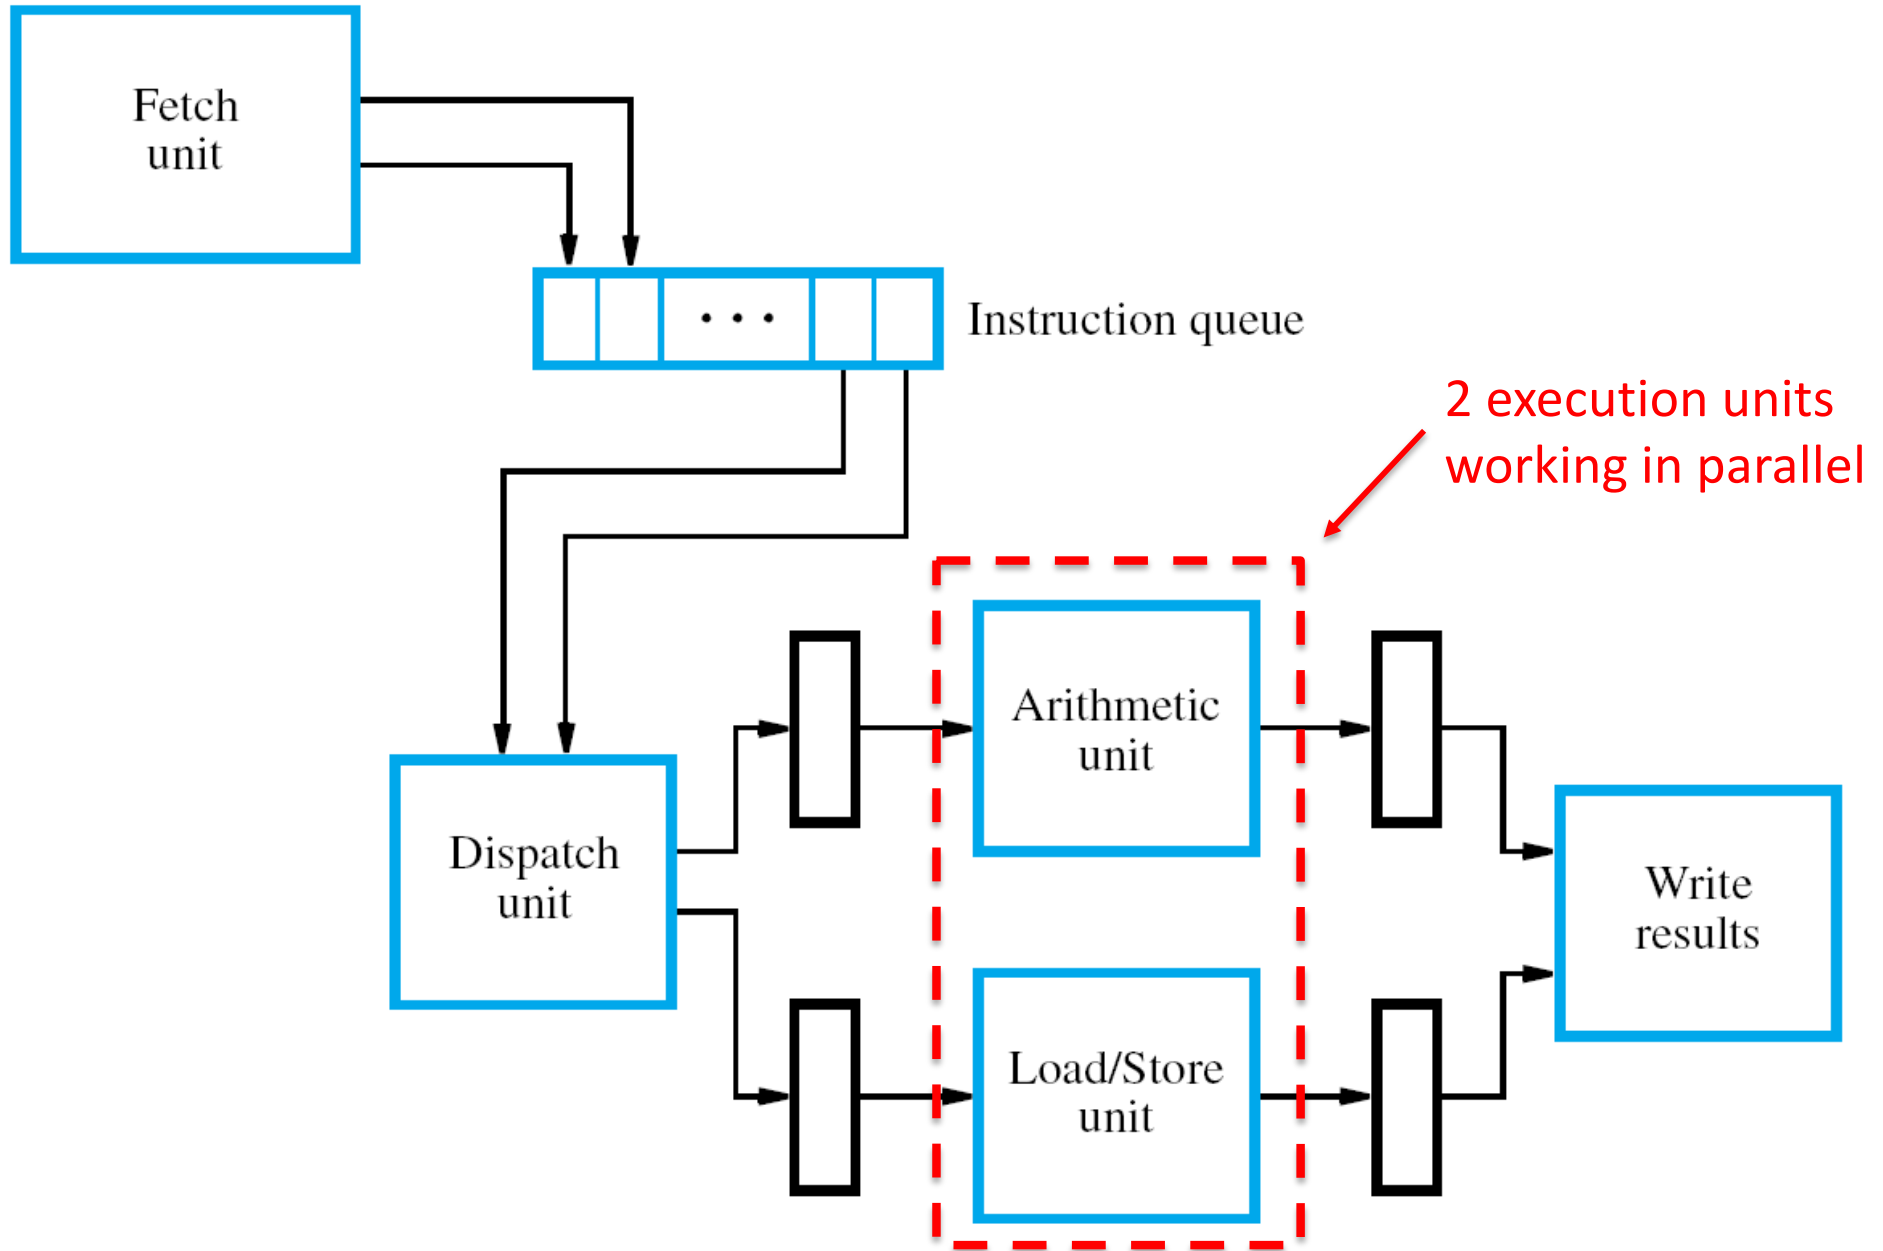 Fetch
unit
• • •
Instruction queue
2 execution units
working in parallel
Arithmetic
unit
Dispatch
unit
Write
results
Load/Store
unit